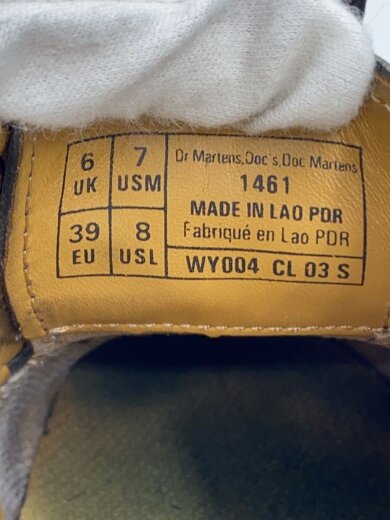 6 UK
7 USM
39 EU
8 USL
Dr Martens,Doc's,Doc Martens
1461
MADE IN LAO PDR
Fabriqué en Lao PDR
WY004 CL 03 S